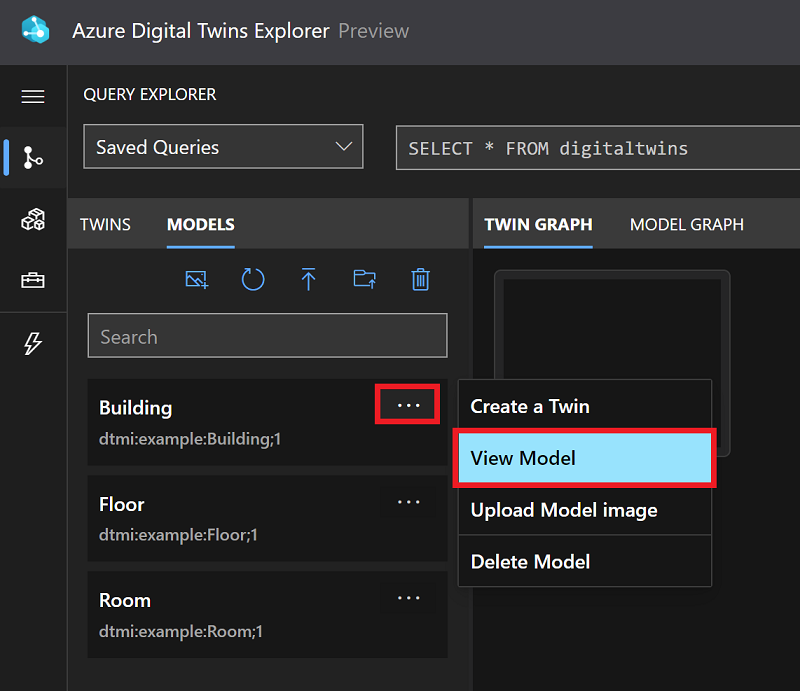 Azure Digital Twins Explorer Preview
QUERY EXPLORER
Saved Queries
SELECT * FROM digitaltwins
TWINS MODELS
TWIN GRAPH MODEL GRAPH
Search
Building ...
dtmi:example:Building;1
Floor ...
dtmi:example:Floor;1
Room ...
dtmi:example:Room;1
Create a Twin
View Model
Upload Model image
Delete Model